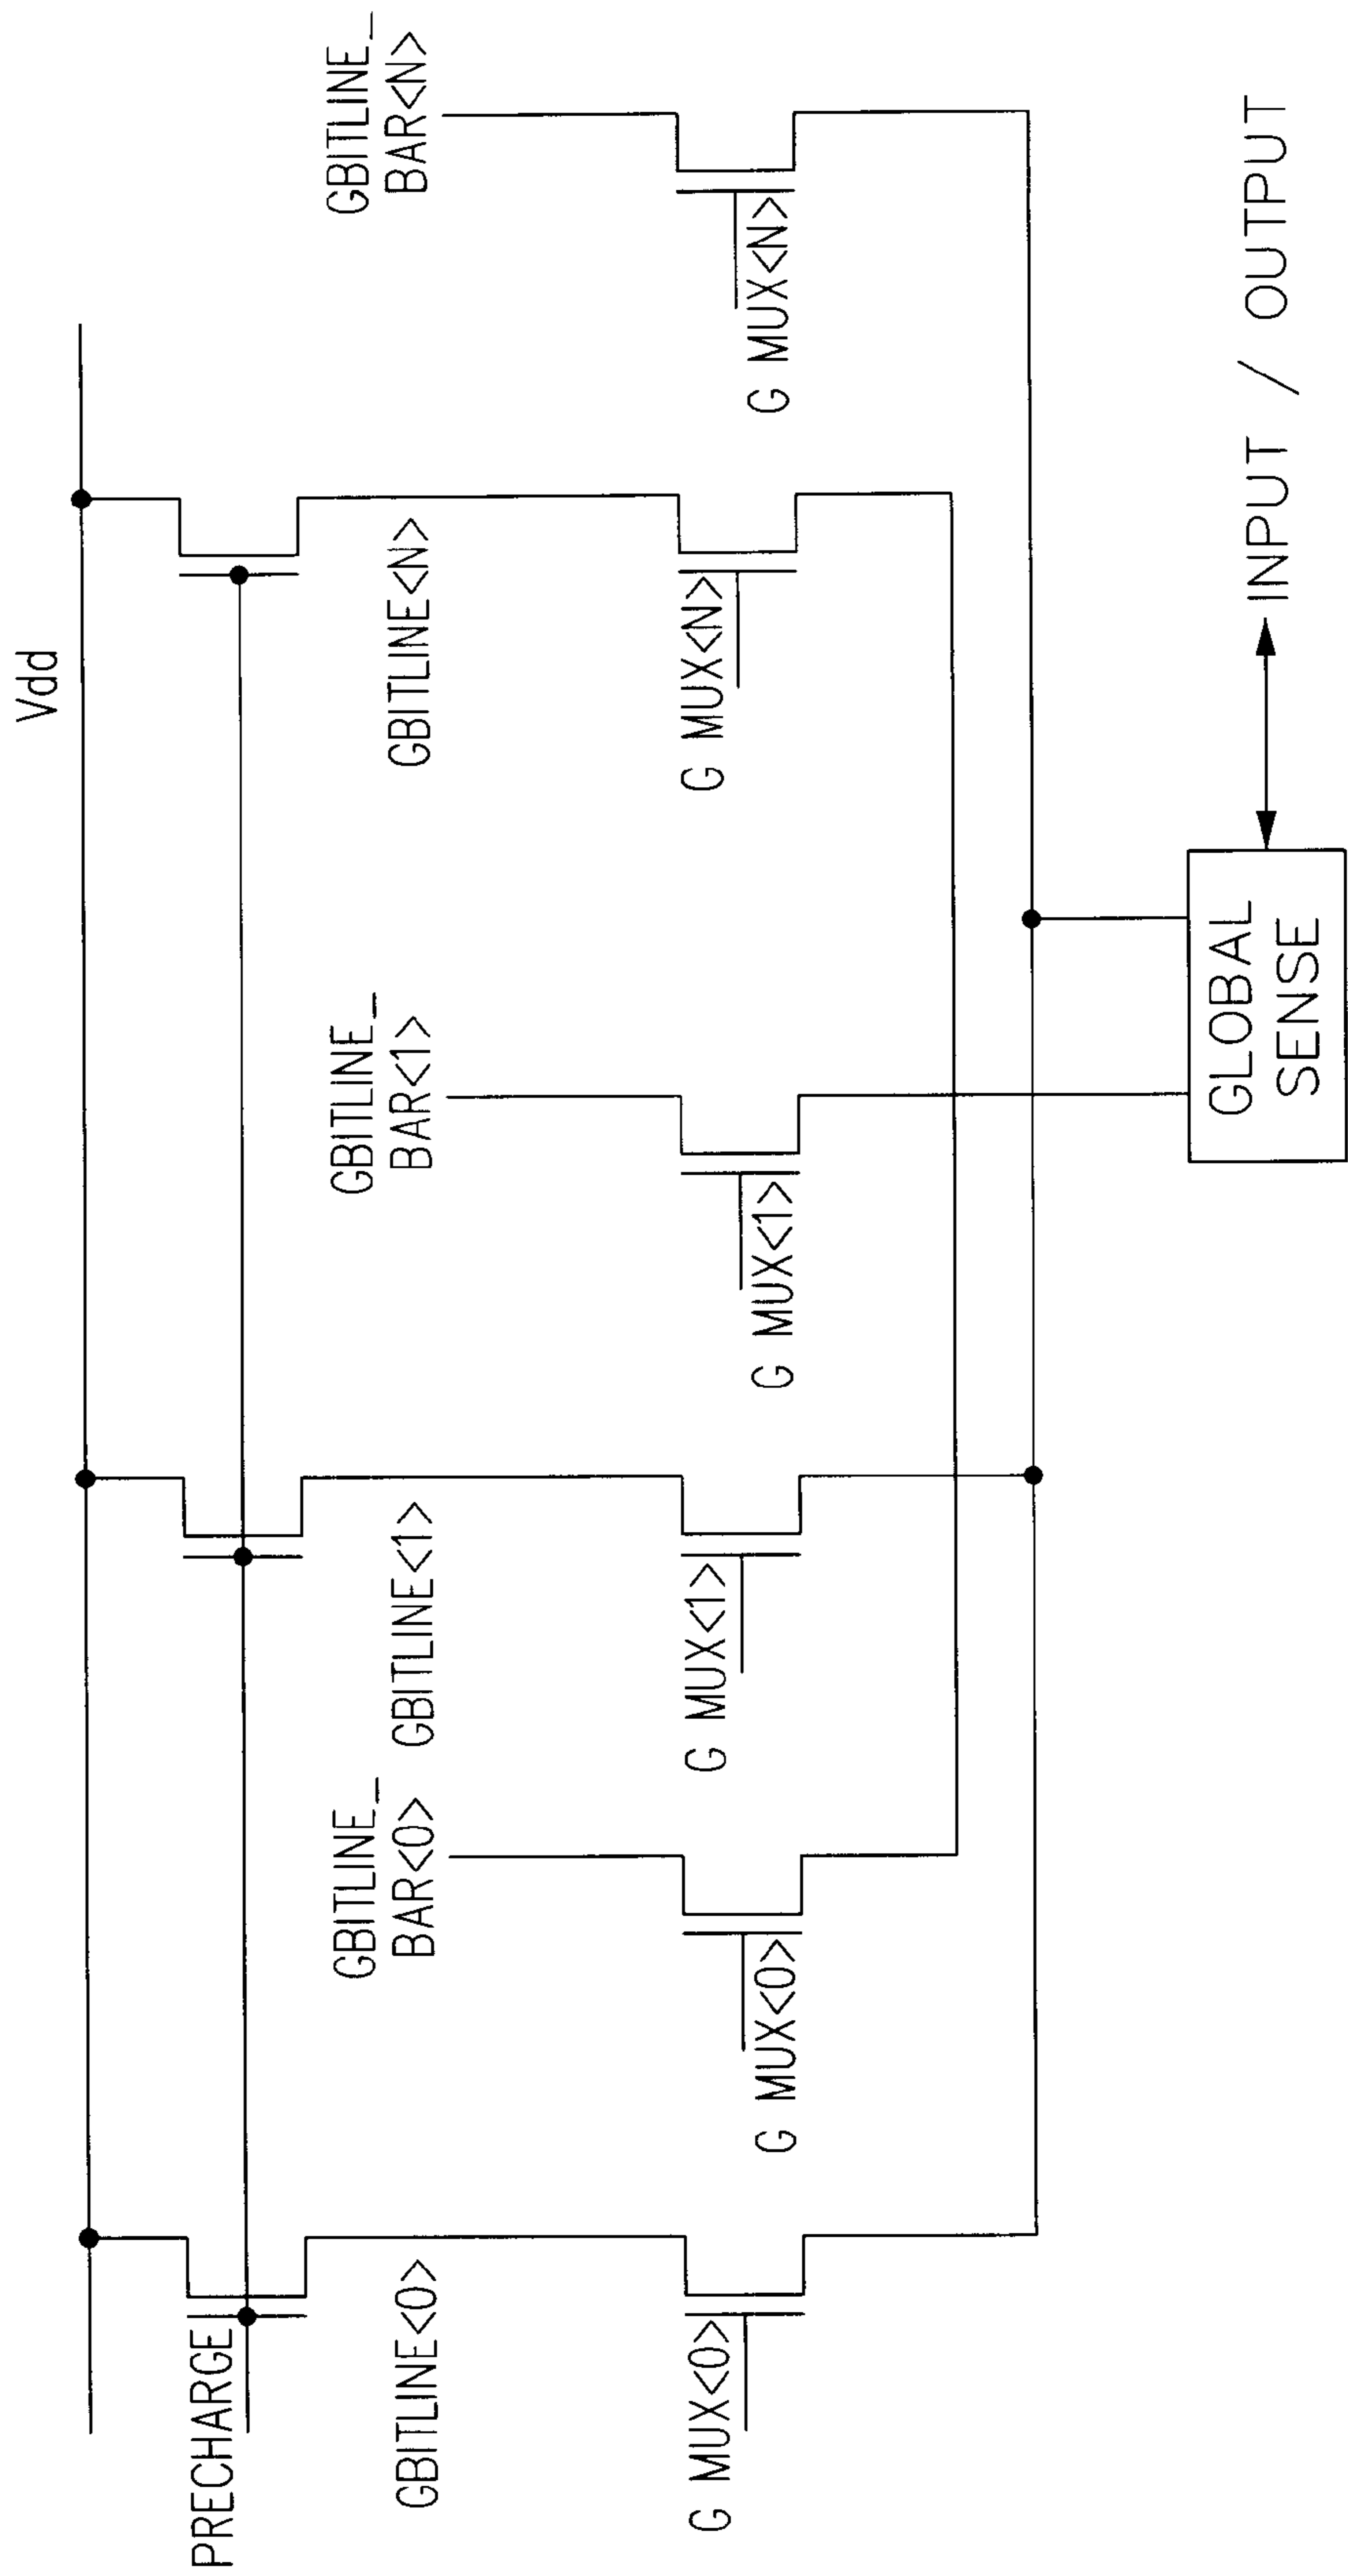 Vdd
PRECHARGE
GBITLINE<0>
GBITLINE_
BAR<0>
GBITLINE<1>
GBITLINE_
BAR<1>
GBITLINE<N>
GBITLINE_
BAR<N>
G MUX<0>
G MUX<0>
G MUX<1>
G MUX<1>
G MUX<N>
G MUX<N>
GLOBAL
SENSE
INPUT / OUTPUT